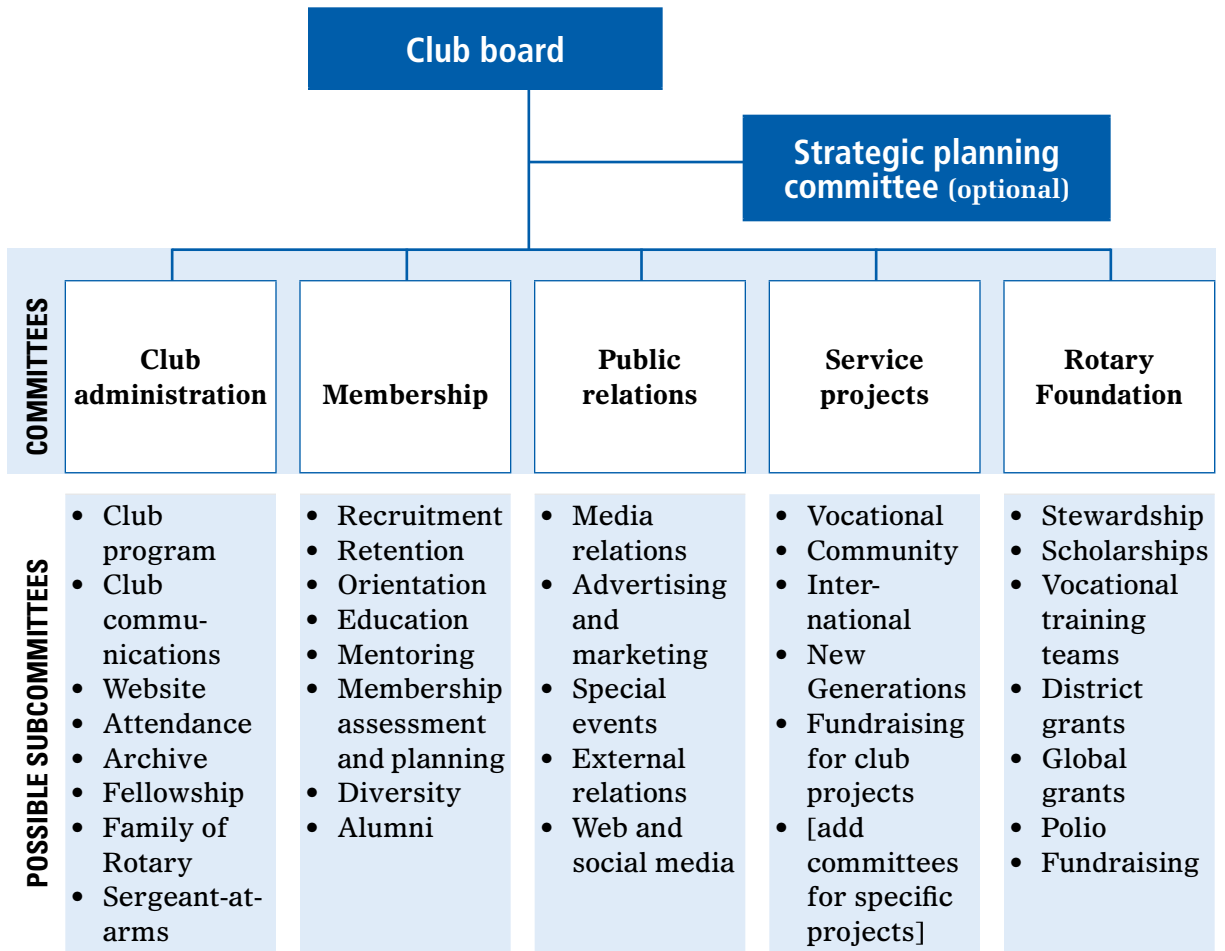 Club board
Strategic planning
committee (optional)
COMMITTEES
Club
administration
Membership
Public
relations
Service
projects
Rotary
Foundation
POSSIBLE SUBCOMMITTEES
• Club
program
• Club
commu-
nications
• Website
• Attendance
• Archive
• Fellowship
• Family of
Rotary
• Sergeant-at-
arms
• Recruitment
• Retention
• Orientation
• Education
• Mentoring
• Membership
assessment
and planning
• Diversity
• Alumni
• Media
relations
• Advertising
and
marketing
• Special
events
• External
relations
• Web and
social media
• Vocational
• Community
• Inter-
national
• New
Generations
• Fundraising
for club
projects
• [add
committees
for specific
projects]
• Stewardship
• Scholarships
• Vocational
training
teams
• District
grants
• Global
grants
• Polio
• Fundraising